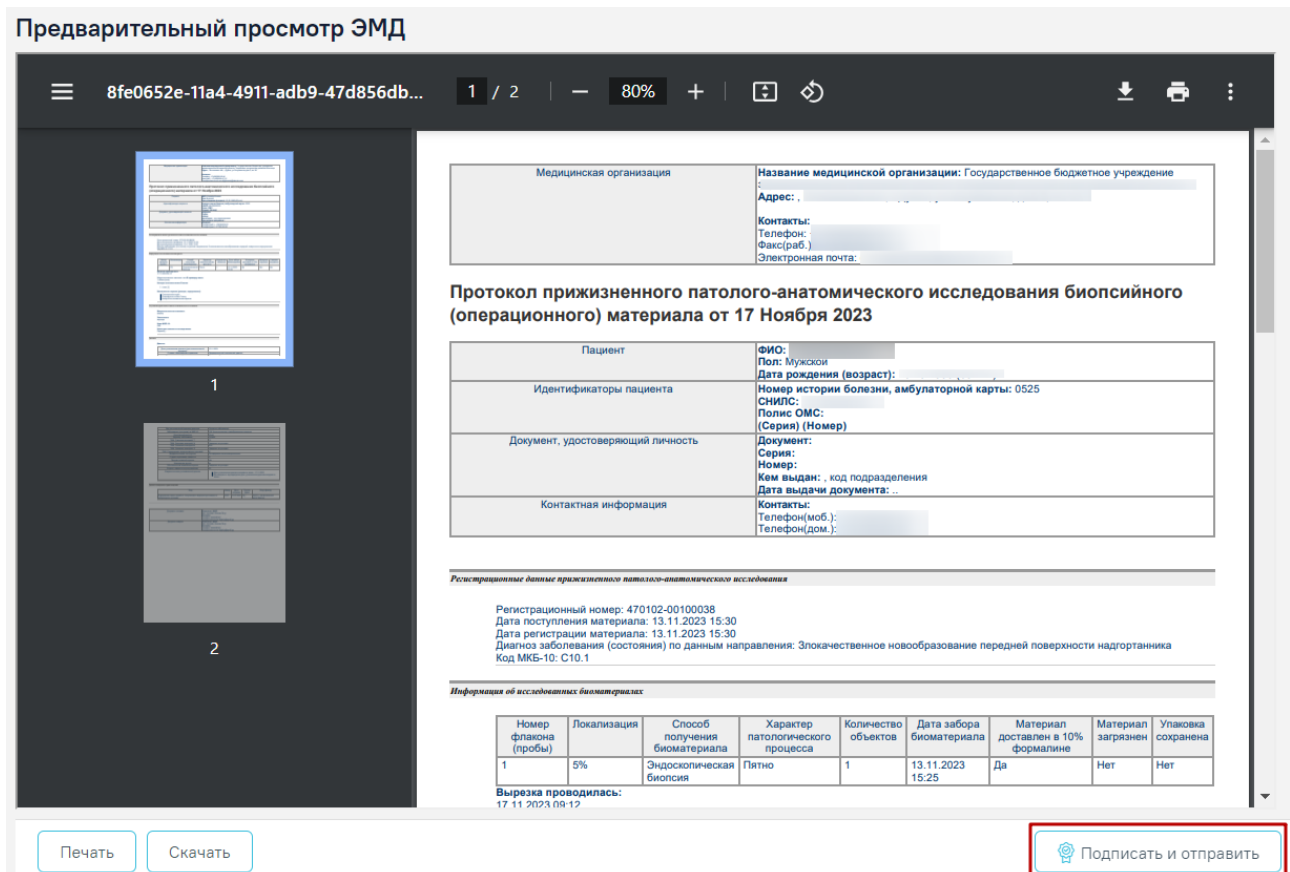 Предварительный просмотр ЭМД
8fe0652e-11a4-4911-adb9-47d856db...
1 / 2
80%
1
2
Медицинская организация
Название медицинской организации: Государственное бюджетное учреждение
:
Адрес: ,
Контакты:
Телефон:
Факс(раб.)
Электронная почта:
Протокол прижизненного патолого-анатомического исследования биопсийного
(операционного) материала от 17 Ноября 2023
Пациент
ФИО:
Пол: Мужской
Дата рождения (возраст):
Идентификаторы пациента
Номер истории болезни, амбулаторной карты: 0525
СНИЛС:
Полис ОМС:
(Серия) (Номер)
Документ, удостоверяющий личность
Документ:
Серия:
Номер:
Кем выдан: , код подразделения
Дата выдачи документа: ..
Контактная информация
Контакты:
Телефон(моб.):
Телефон(дом.):
Регистрационные данные прижизненного патолого-анатомического исследования
Регистрационный номер: 470102-00100038
Дата поступления материала: 13.11.2023 15:30
Дата регистрации материала: 13.11.2023 15:30
Диагноз заболевания (состояния) по данным направления: Злокачественное новообразование передней поверхности надгортанника
Код МКБ-10: C10.1
Информация об исследованных биоматериалах
Номер флакона (пробы)
Локализация
Способ получения биоматериала
Характер патологического процесса
Количество объектов
Дата забора биоматериала
Материал доставлен в 10% формалине
Материал загрязнен
Упаковка сохранена
1
5%
Эндоскопическая биопсия
Пятно
1
13.11.2023 15:25
Да
Нет
Нет
Вырезка проводилась:
17.11.2023 09:12
Печать
Скачать
Подписать и отправить